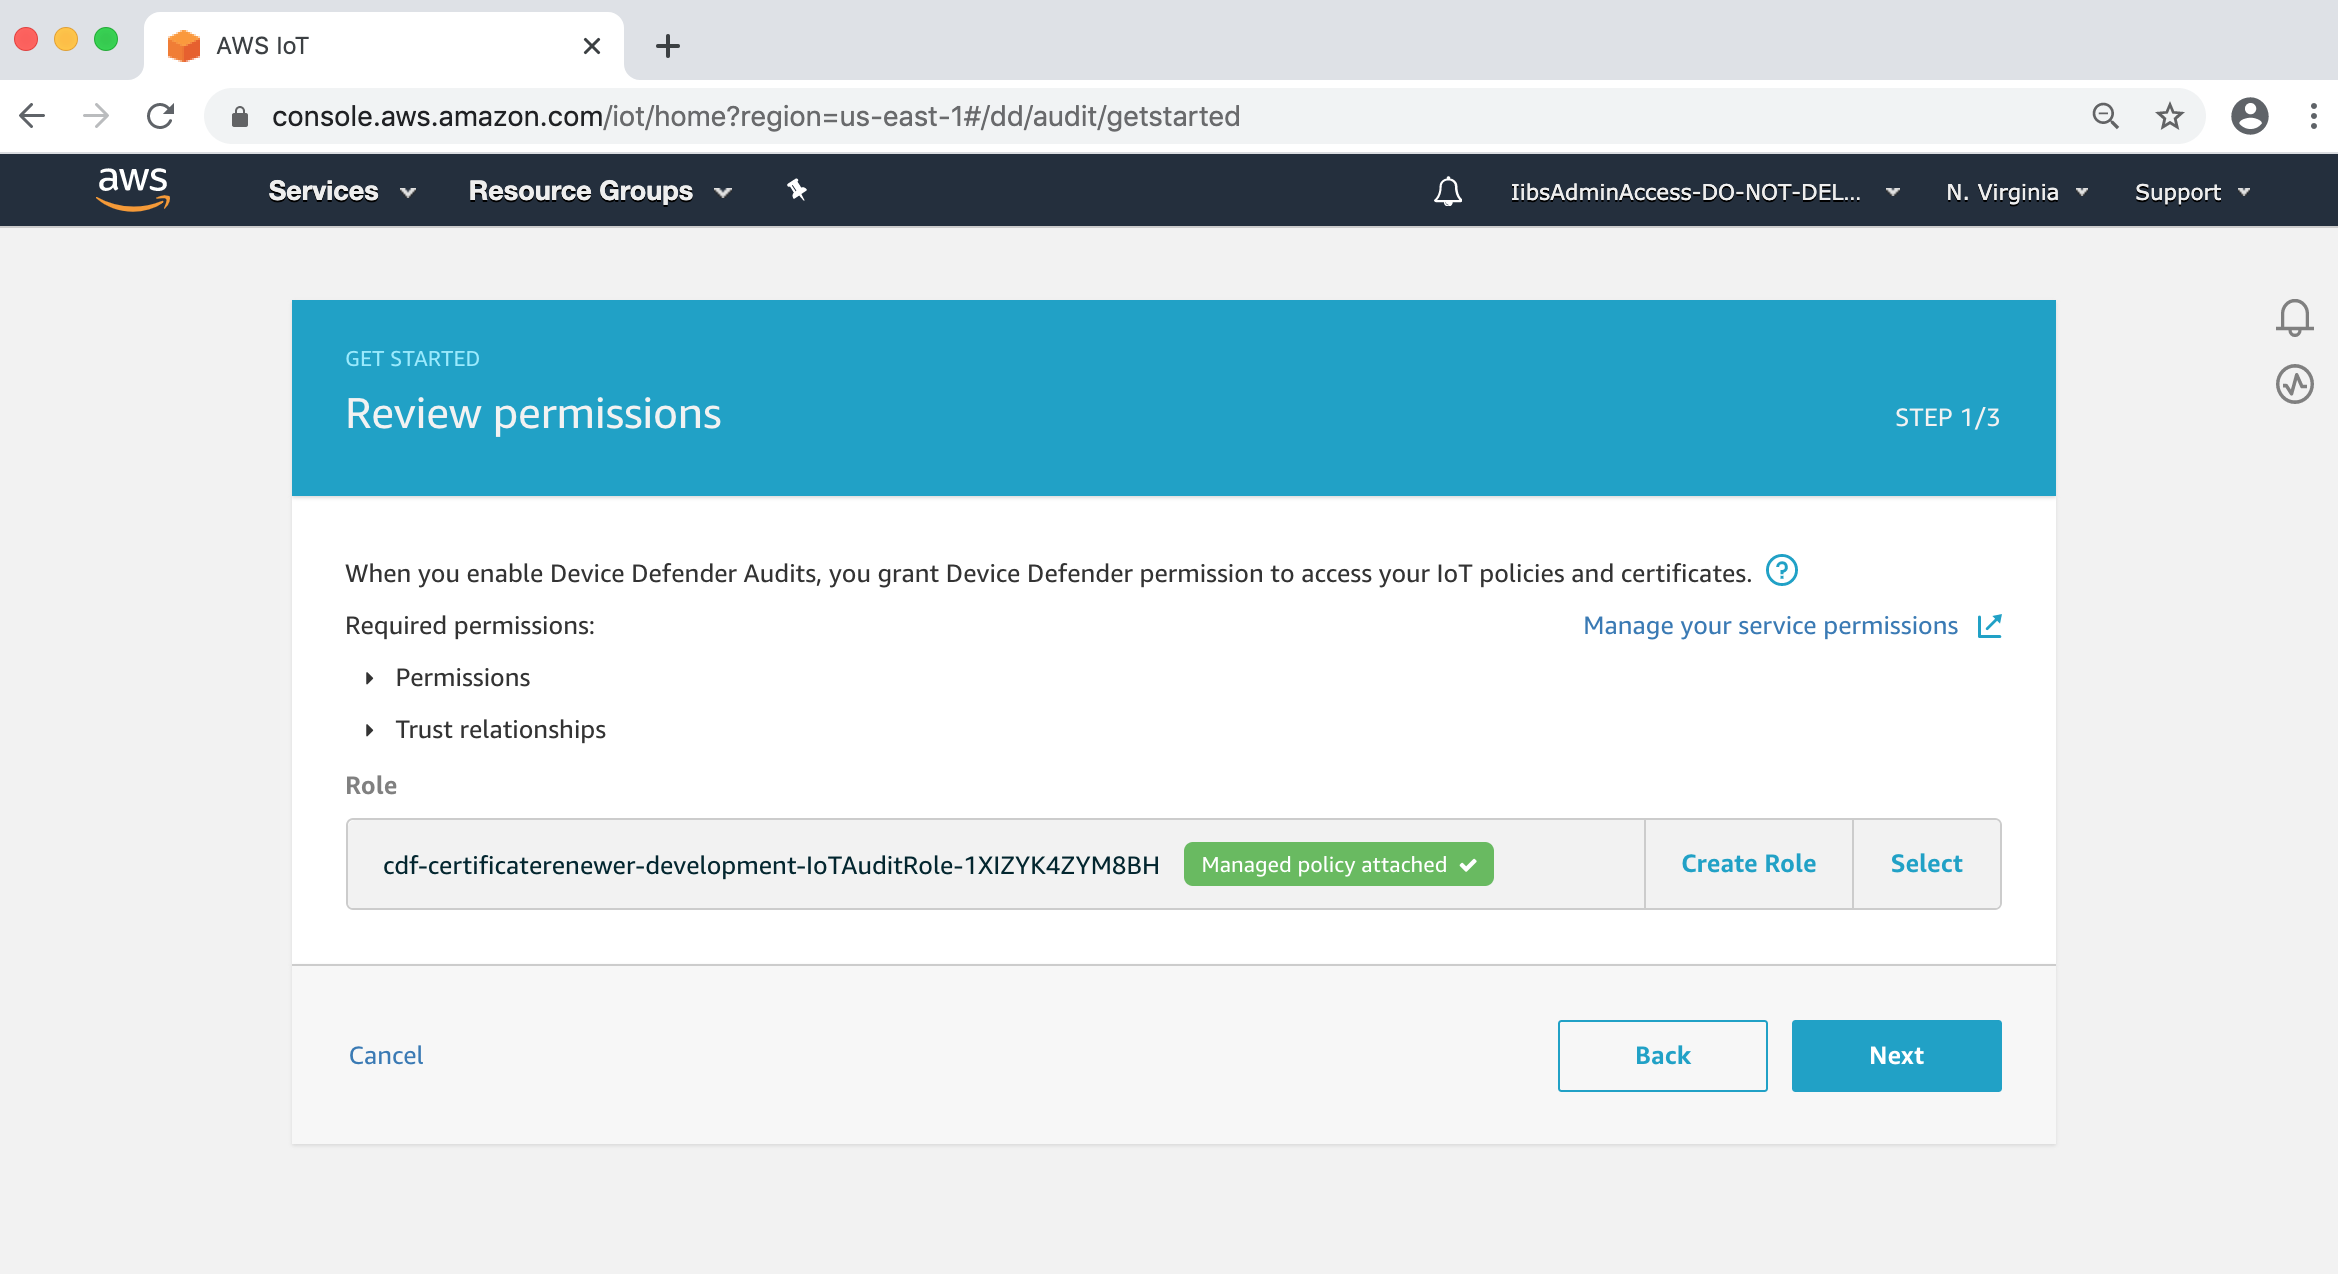 AWS IoT
console.aws.amazon.com/iot/home?region=us-east-1#/dd/audit/getstarted
aws Services Resource Groups IibsAdminAccess-DO-NOT-DEL... N. Virginia Support
GET STARTED
Review permissions
STEP 1/3
When you enable Device Defender Audits, you grant Device Defender permission to access your IoT policies and certificates. ?
Required permissions: Manage your service permissions
Permissions
Trust relationships
Role
cdf-certificaterenewer-development-IoTAuditRole-1XIZYK4ZYM8BH Managed policy attached Create Role Select
Cancel Back Next